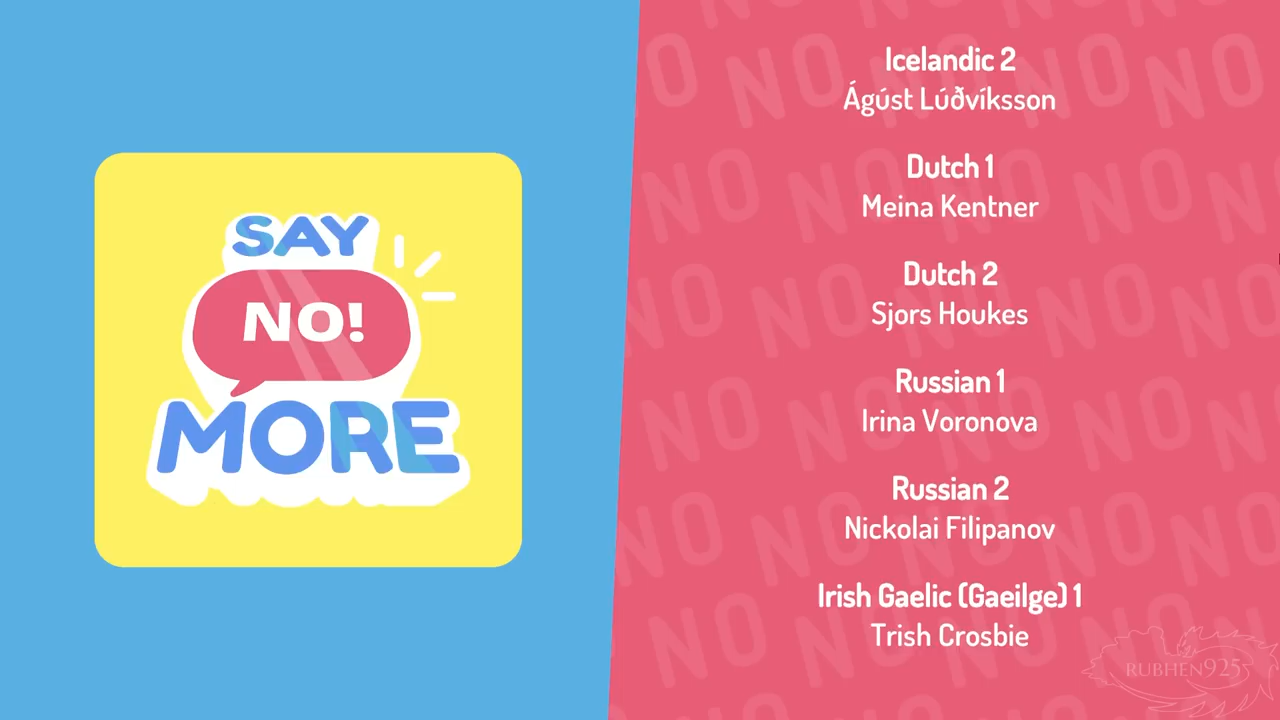 SAY
NO!
MORE
Icelandic 2
Ágúst Lúðvíksson
Dutch 1
Meina Kentner
Dutch 2
Sjors Houkes
Russian 1
Irina Voronova
Russian 2
Nickolai Filipanov
Irish Gaelic (Gaeilge) 1
Trish Crosbie
RUBHEN925